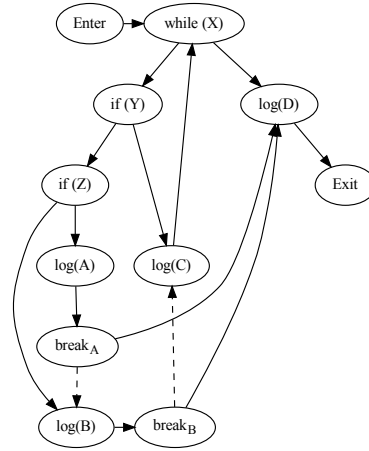 Enter
while (X)
if (Y)
log(D)
if (Z)
Exit
log(A)
log(C)
breakA
log(B)
breakB